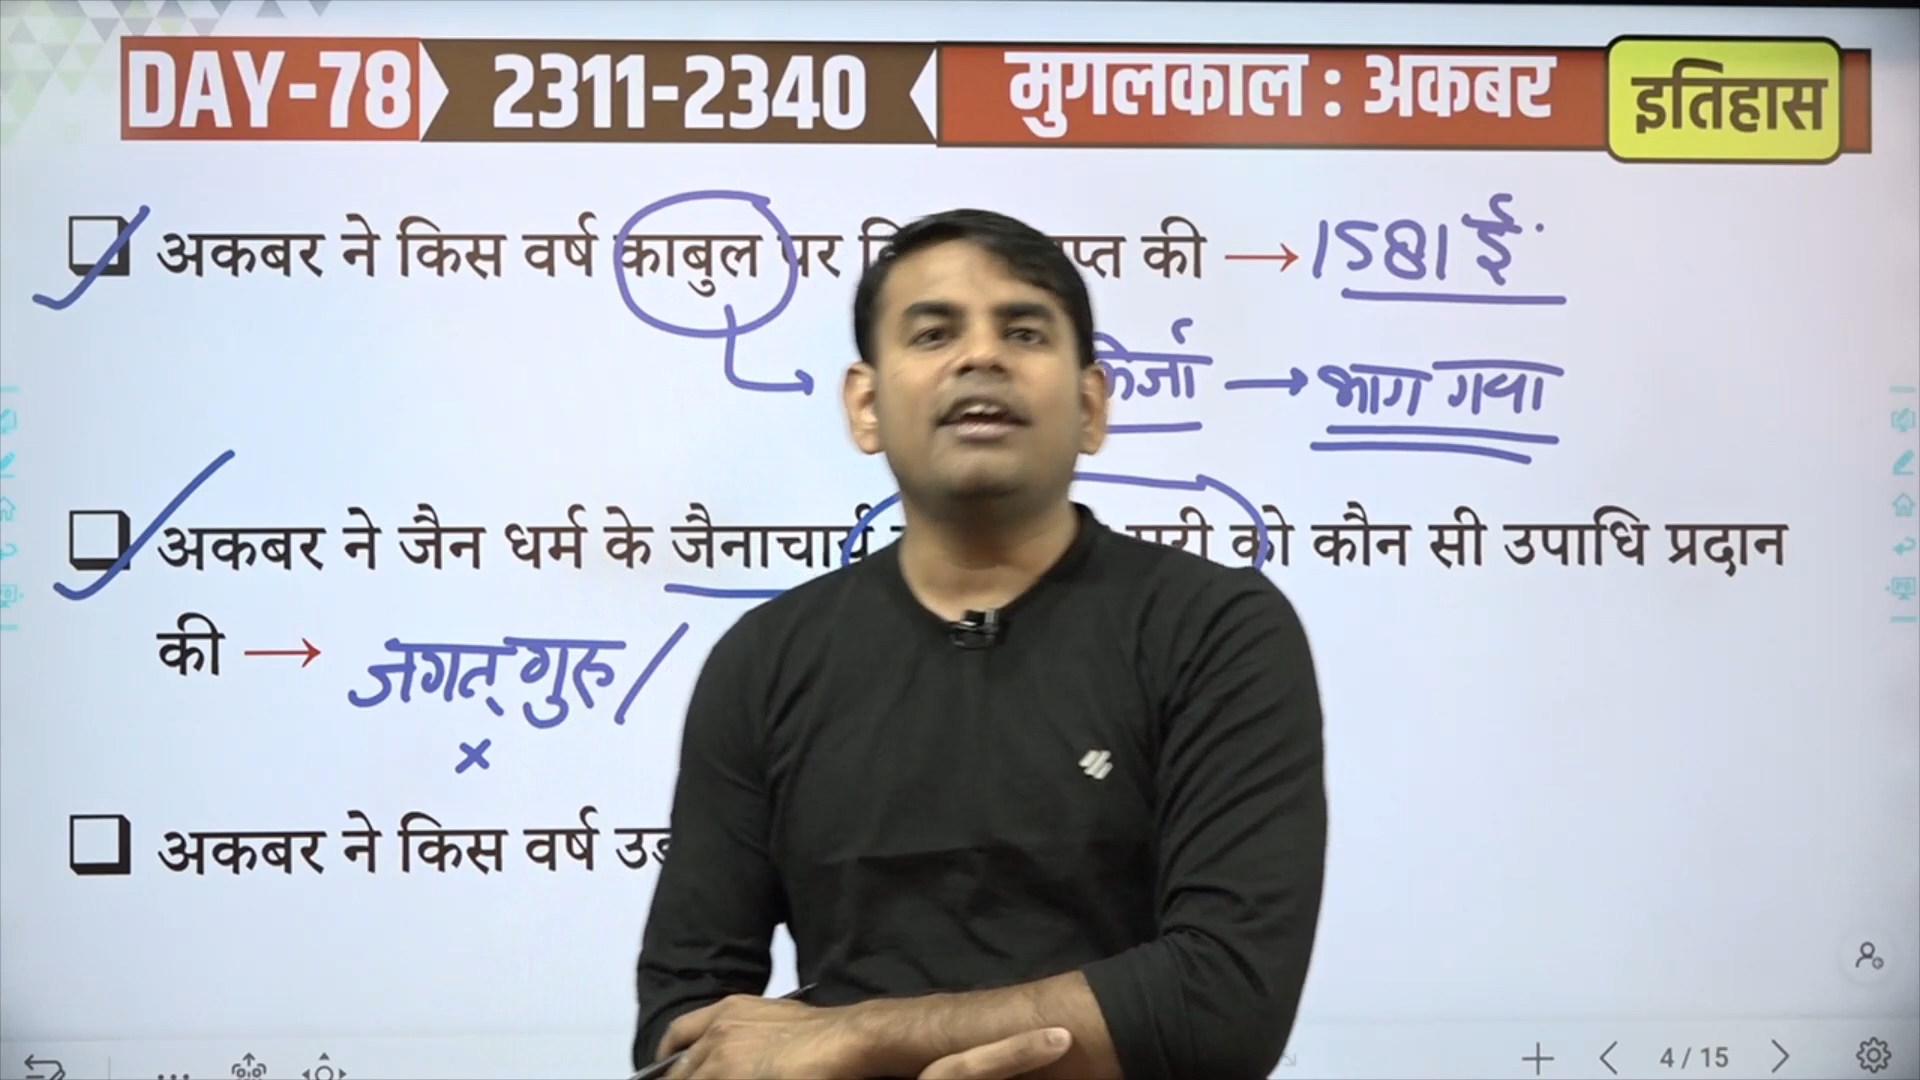 DAY-78 2311-2340 मुगलकाल : अकबर इतिहास
अकबर ने किस वर्ष काबुल पर प्त की → 1581 ई.
→ भाग गया
अकबर ने जैन धर्म के जैनाचार्य को कौन सी उपाधि प्रदान
की → जगत् गुरु /
×
अकबर ने किस वर्ष
4 / 15